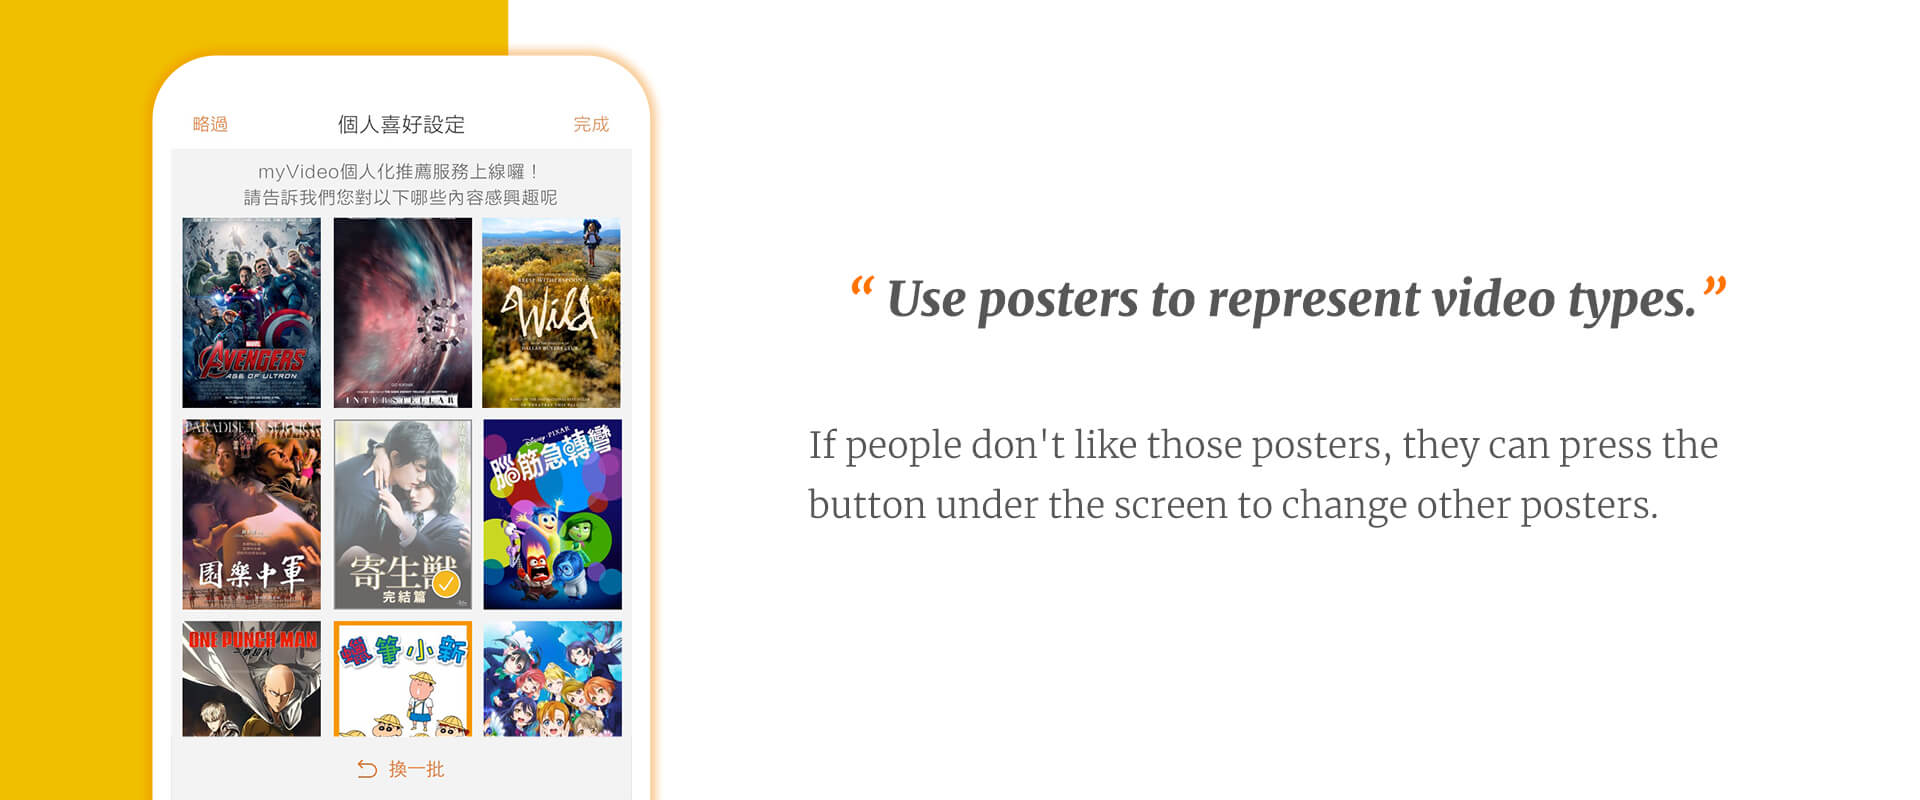 略過 個人喜好設定 完成
myVideo個人化推薦服務上線囉！
請告訴我們您對以下哪些內容感興趣呢
MARVEL
AVENGERS
AGE OF ULTRON
INTERSTELLAR
REESE WITHERSPOON
Wild
PARADISE IN SERVICE
軍中樂園
寄生獸
完結篇
Disney PIXAR
腦筋急轉彎
ONE PUNCH MAN
蠟筆小新
換一批
“ Use posters to represent video types.”
If people don't like those posters, they can press the
button under the screen to change other posters.